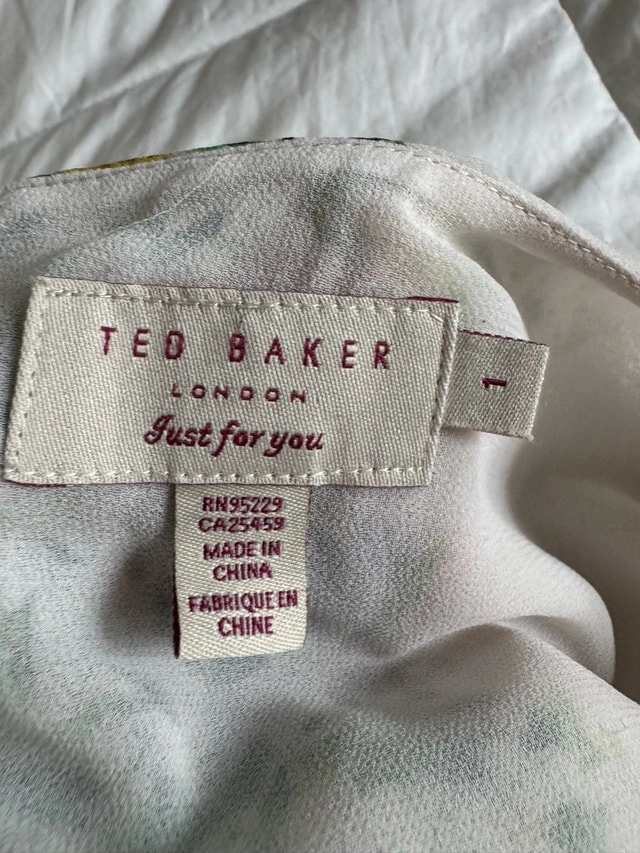 TED BAKER
LONDON
Just for you
1
RN95229
CA25459
MADE IN
CHINA
FABRIQUE EN
CHINE